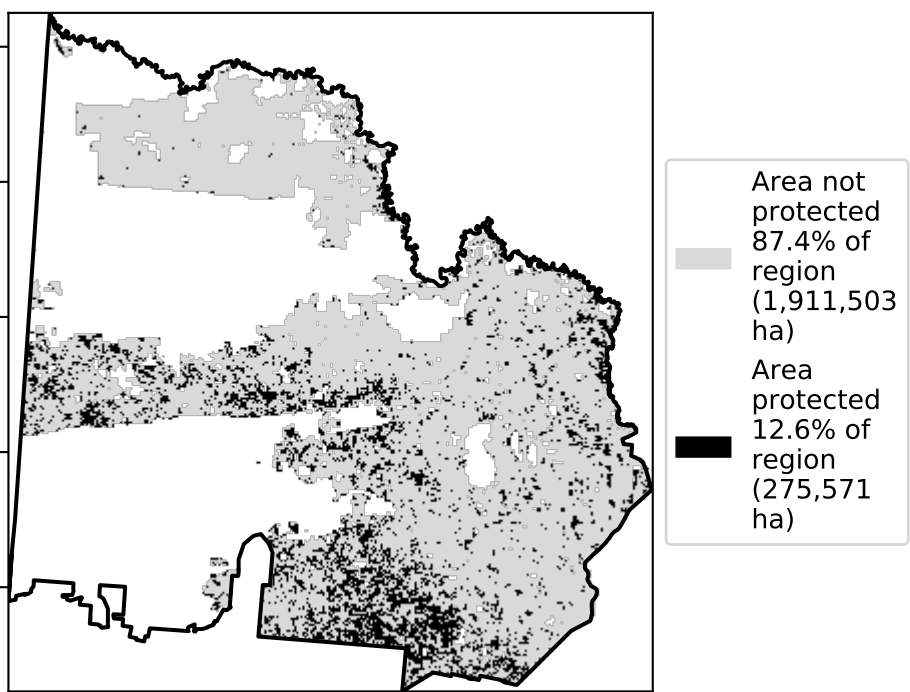 Area not
protected
87.4% of
region
(1,911,503
ha)
Area
protected
12.6% of
region
(275,571
ha)